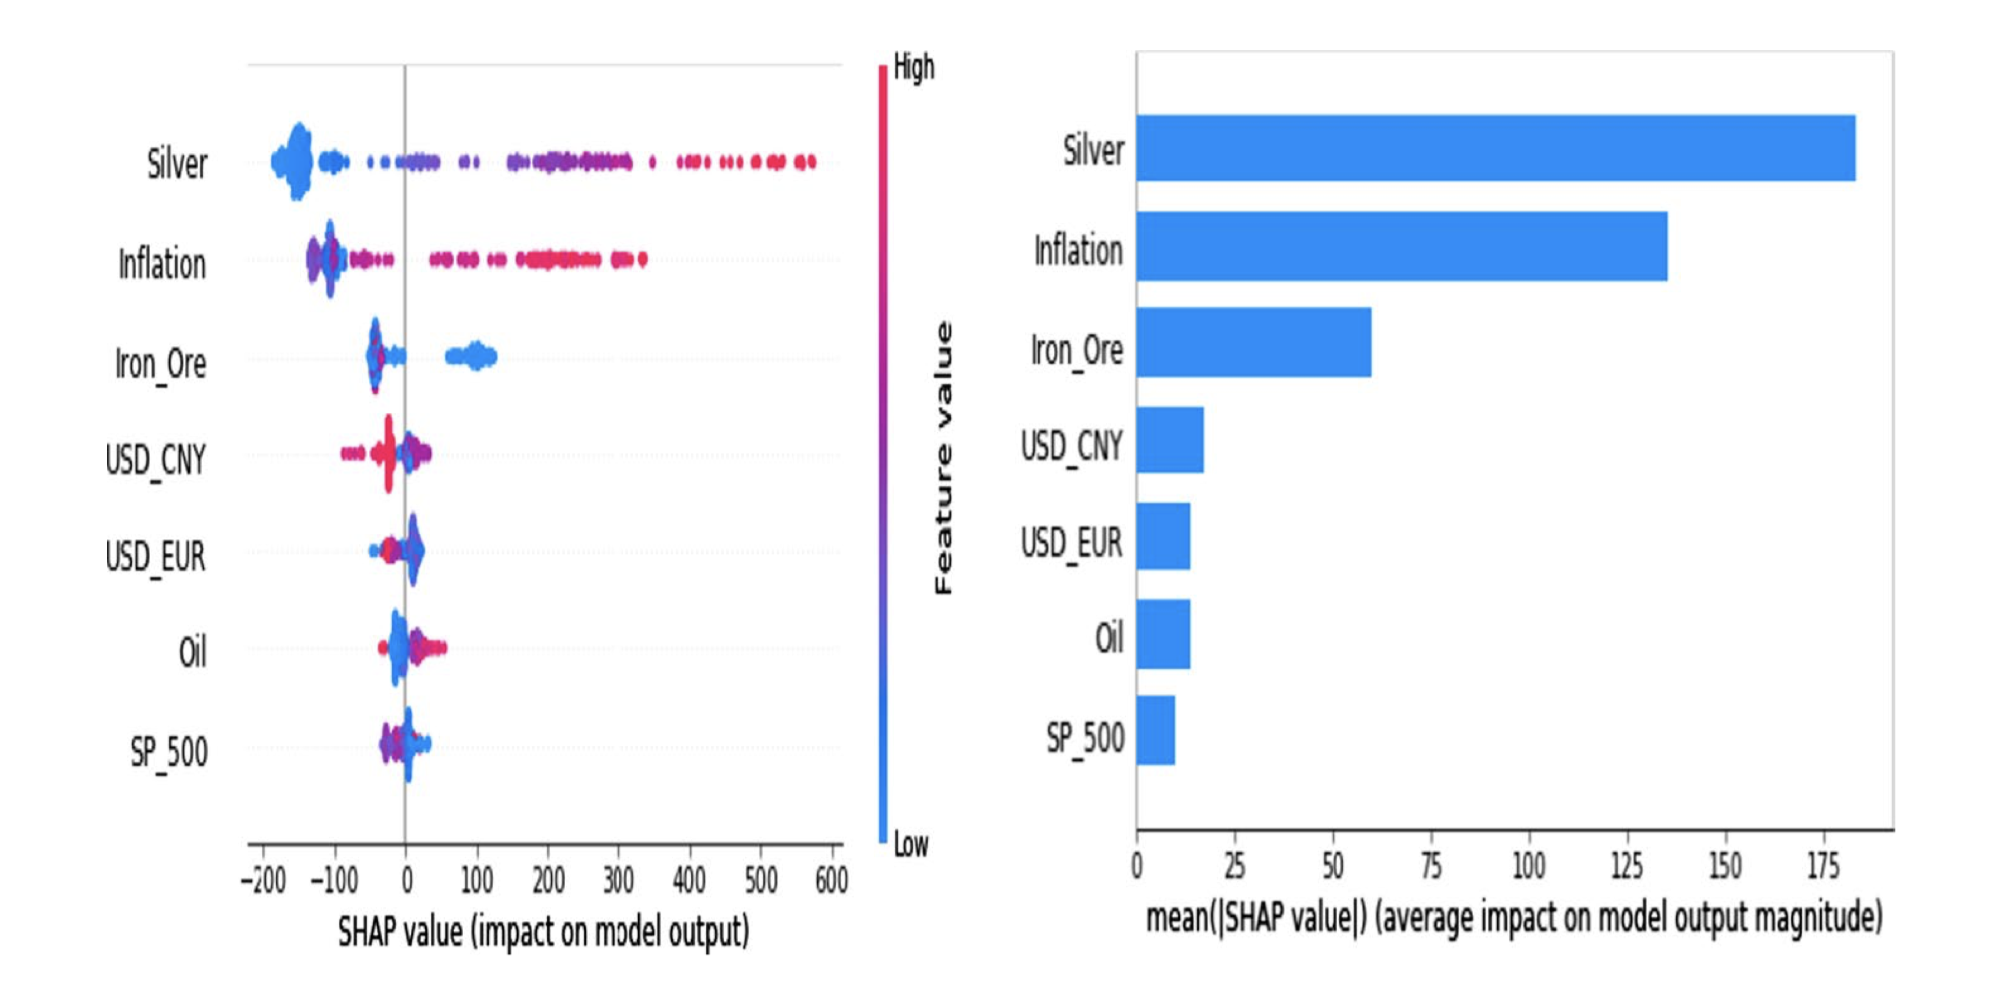 High
Silver
Inflation
Iron_Ore
USD_CNY
USD_EUR
Oil
SP_500
Low
Feature value
−200 −100 0 100 200 300 400 500 600
SHAP value (impact on model output)
Silver
Inflation
Iron_Ore
USD_CNY
USD_EUR
Oil
SP_500
0 25 50 75 100 125 150 175
mean(|SHAP value|) (average impact on model output magnitude)